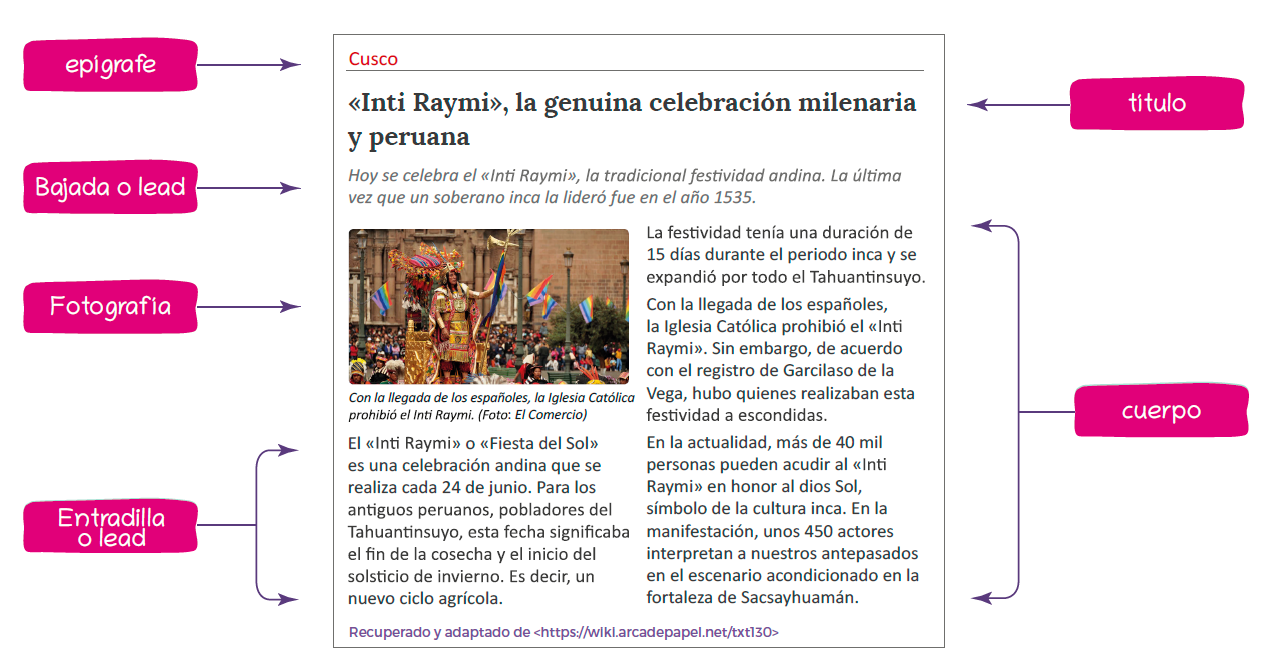 epígrafe
Bajada o lead
Fotografía
Entradilla
o lead
Cusco
«Inti Raymi», la genuina celebración milenaria
y peruana
Hoy se celebra el «Inti Raymi», la tradicional festividad andina. La última
vez que un soberano inca la lideró fue en el año 1535.
Con la llegada de los españoles, la Iglesia Católica
prohibió el Inti Raymi. (Foto: El Comercio)
El «Inti Raymi» o «Fiesta del Sol»
es una celebración andina que se
realiza cada 24 de junio. Para los
antiguos peruanos, pobladores del
Tahuantinsuyo, esta fecha significaba
el fin de la cosecha y el inicio del
solsticio de invierno. Es decir, un
nuevo ciclo agrícola.
La festividad tenía una duración de
15 días durante el periodo inca y se
expandió por todo el Tahuantinsuyo.
Con la llegada de los españoles,
la Iglesia Católica prohibió el «Inti
Raymi». Sin embargo, de acuerdo
con el registro de Garcilaso de la
Vega, hubo quienes realizaban esta
festividad a escondidas.
En la actualidad, más de 40 mil
personas pueden acudir al «Inti
Raymi» en honor al dios Sol,
símbolo de la cultura inca. En la
manifestación, unos 450 actores
interpretan a nuestros antepasados
en el escenario acondicionado en la
fortaleza de Sacsayhuamán.
Recuperado y adaptado de <https://wiki.arcadepapel.net/txt130>
título
cuerpo